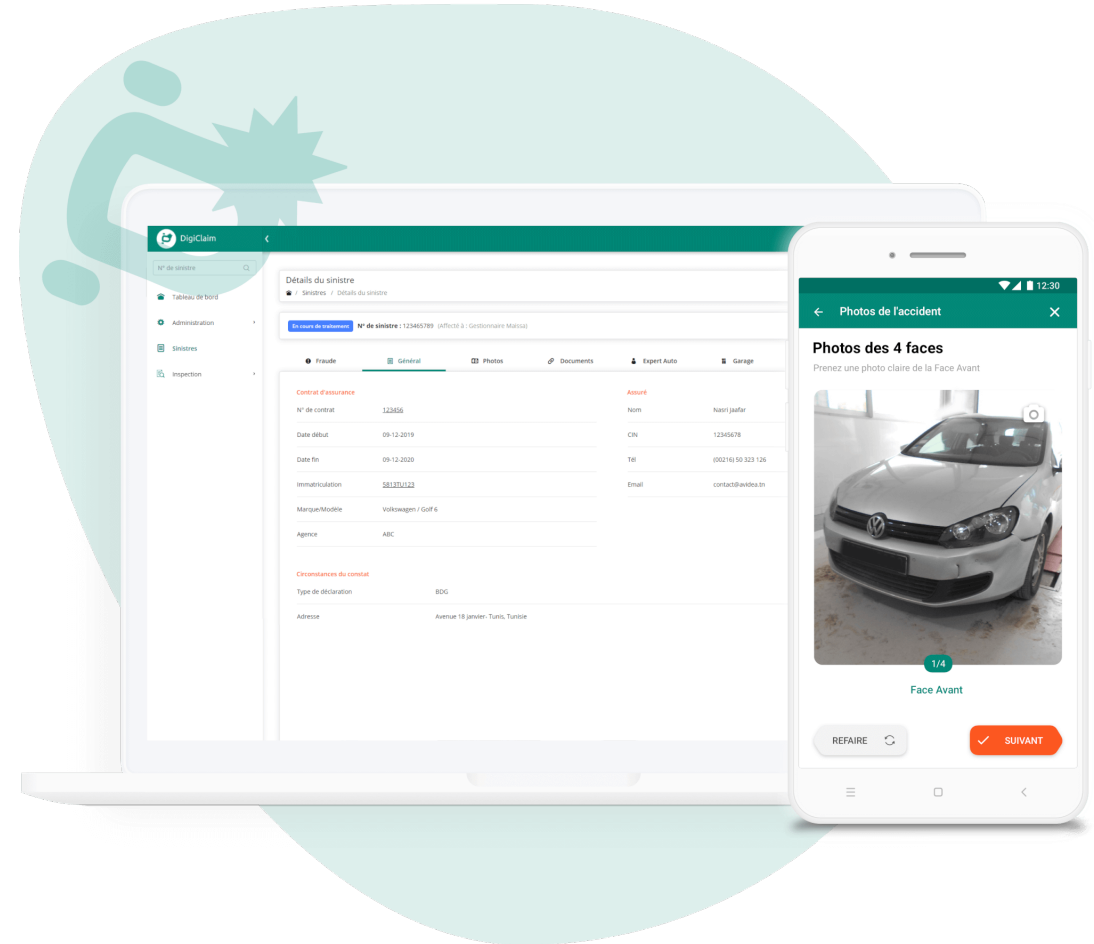 DigiClaim
N° de sinistre
Tableau de bord
Administration
Sinistres
Inspection
Détails du sinistre
/ Sinistres / Détails du sinistre
En cours de traitement N° de sinistre : 123465789 (Affecté à : Gestionnaire Maissa)
Fraude Général Photos Documents Expert Auto Garage
Contrat d'assurance
N° de contrat 123456
Date début 09-12-2019
Date fin 09-12-2020
Immatriculation 5813TU123
Marque/Modèle Volkswagen / Golf 6
Agence ABC
Assuré
Nom Nasri Jaafar
CIN 12345678
Tél (00216) 50 323 126
Email contact@avidea.tn
Circonstances du constat
Type de déclaration BDG
Adresse Avenue 18 janvier- Tunis, Tunisie
12:30
Photos de l'accident
Photos des 4 faces
Prenez une photo claire de la Face Avant
1/4
Face Avant
REFAIRE
SUIVANT